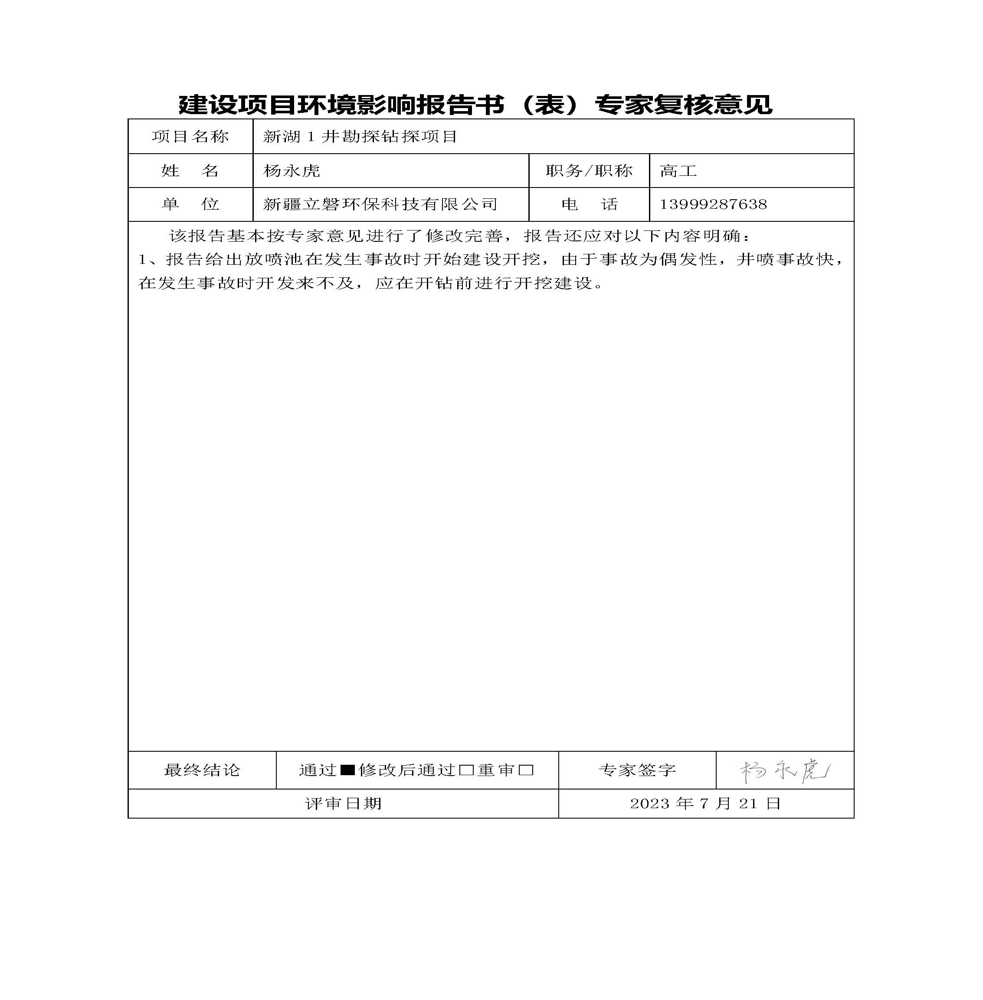 建设项目环境影响报告书（表）专家复核意见
项目名称 新湖 1 井勘探钻探项目
姓 名 杨永虎 职务/职称 高工
单 位 新疆立磐环保科技有限公司 电 话 13999287638
该报告基本按专家意见进行了修改完善，报告还应对以下内容明确：
1、报告给出放喷池在发生事故时开始建设开挖，由于事故为偶发性，井喷事故快，
在发生事故时开发来不及，应在开钻前进行开挖建设。
最终结论 通过■修改后通过□重审□ 专家签字 杨永虎
评审日期 2023 年 7 月 21 日